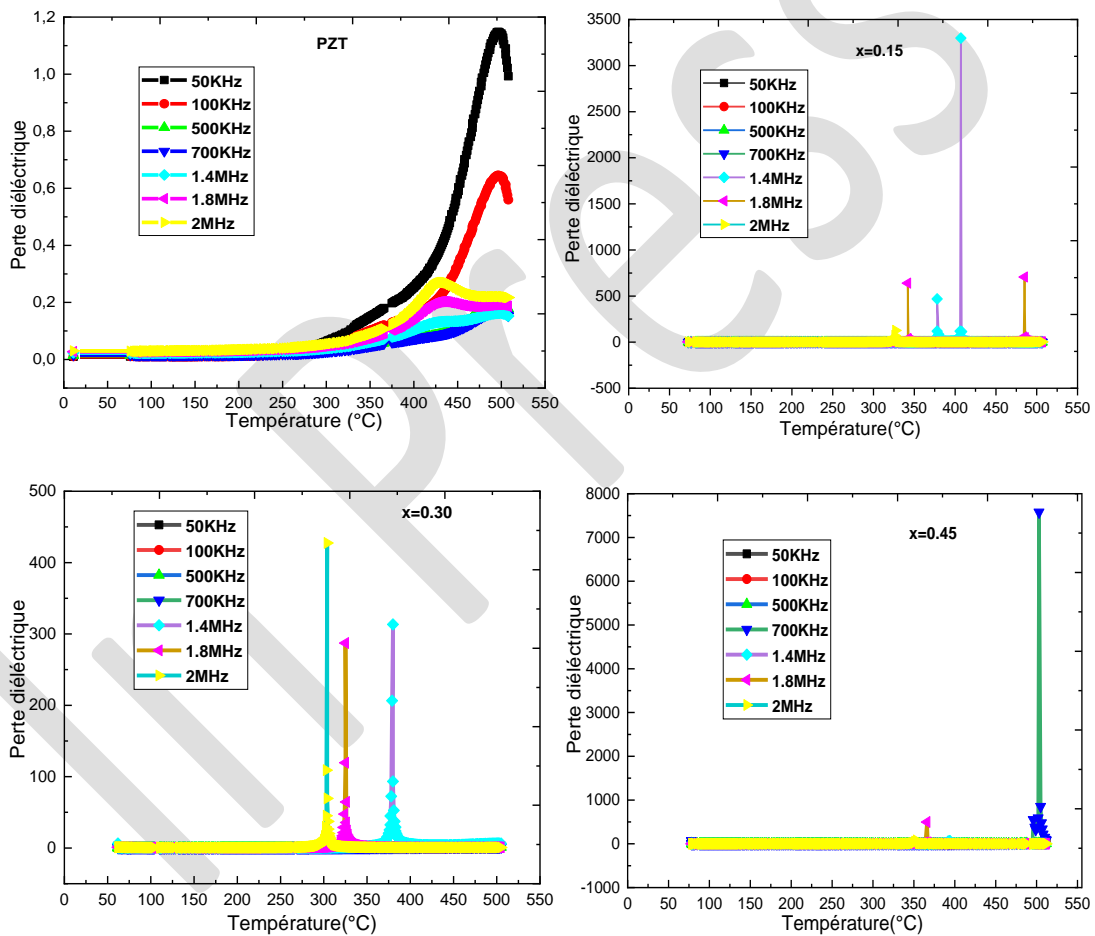 PZT
50KHz
100KHz
500KHz
700KHz
1.4MHz
1.8MHz
2MHz
1,2
1,0
0,8
0,6
0,4
0,2
0,0
Perte diéléctrique
0 50 100 150 200 250 300 350 400 450 500 550
Température (°C)
x=0.15
50KHz
100KHz
500KHz
700KHz
1.4MHz
1.8MHz
2MHz
3500
3000
2500
2000
1500
1000
500
0
-500
Perte diéléctrique
0 50 100 150 200 250 300 350 400 450 500 550
Température(°C)
x=0.30
50KHz
100KHz
500KHz
700KHz
1.4MHz
1.8MHz
2MHz
500
400
300
200
100
0
Perte diéléctrique
0 50 100 150 200 250 300 350 400 450 500 550
Température(°C)
x=0.45
50KHz
100KHz
500KHz
700KHz
1.4MHz
1.8MHz
2MHz
8000
7000
6000
5000
4000
3000
2000
1000
0
-1000
Perte diéléctrique
0 50 100 150 200 250 300 350 400 450 500 550
Température(°C)